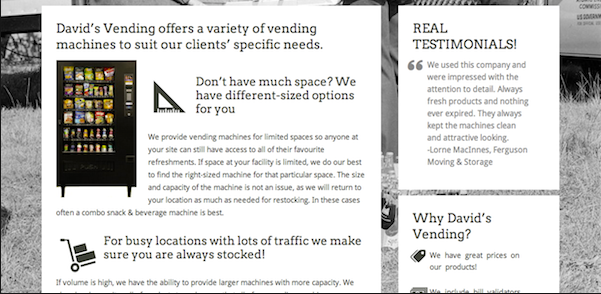 David's Vending offers a variety of vending
machines to suit our clients' specific needs.
Don't have much space? We
have different-sized options
for you
We provide vending machines for limited spaces so anyone at
your site can still have access to all of their favourite
refreshments. If space at your facility is limited, we do our best
to find the right-sized machine for that particular space. The size
and capacity of the machine is not an issue, as we will return to
your location as much as needed for restocking. In these cases
often a combo snack & beverage machine is best.
For busy locations with lots of traffic we make
sure you are always stocked!
If volume is high, we have the ability to provide larger machines with more capacity. We
REAL
TESTIMONIALS!
We used this company and
were impressed with the
attention to detail. Always
fresh products and nothing
ever expired. They always
kept the machines clean
and attractive looking.
-Lorne MacInnes, Ferguson
Moving & Storage
Why David's
Vending?
We have great prices on
our products!
We include bill validators